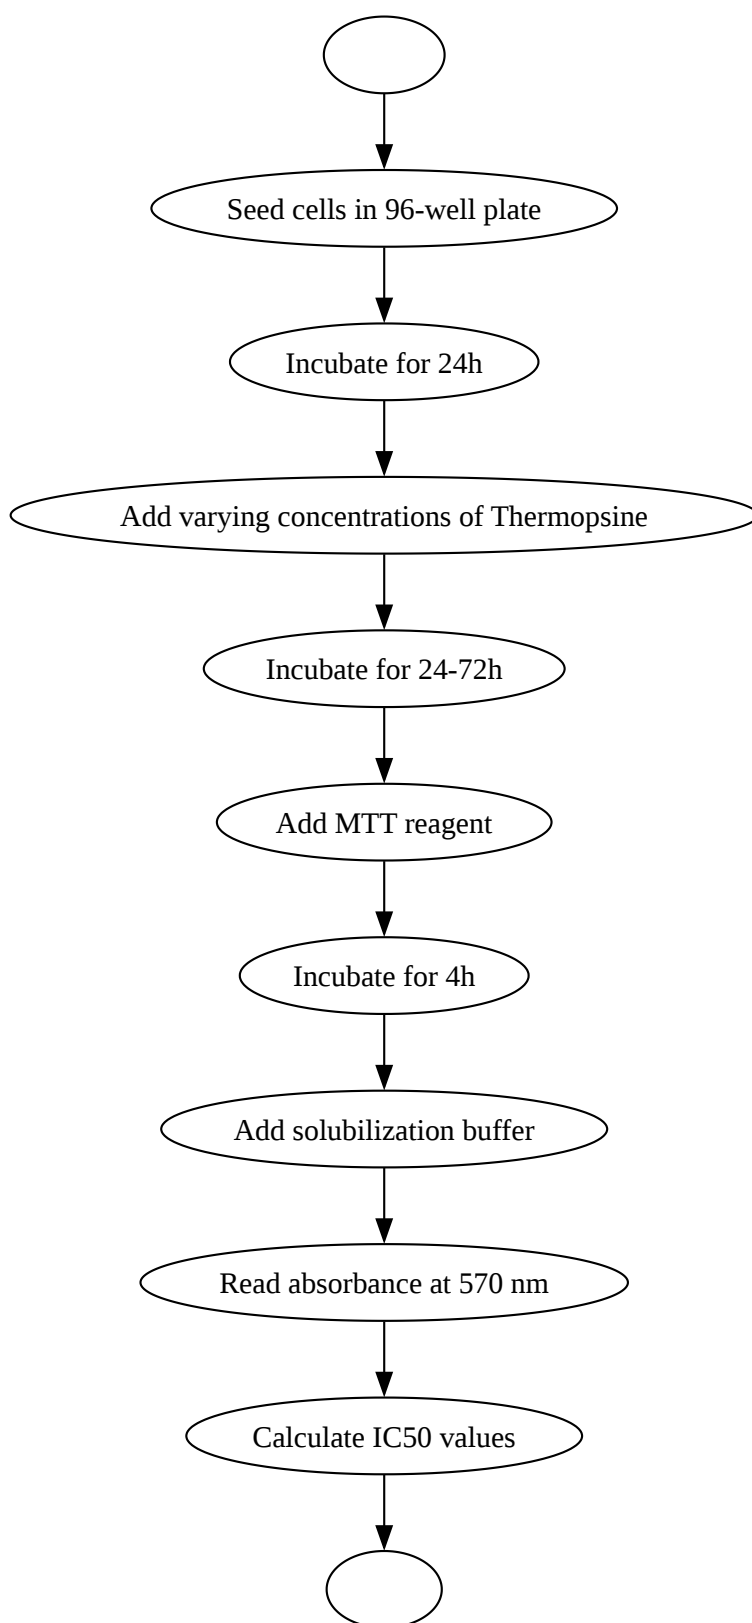 Seed cells in 96-well plate
Incubate for 24h
Add varying concentrations of Thermopsine
Incubate for 24-72h
Add MTT reagent
Incubate for 4h
Add solubilization buffer
Read absorbance at 570 nm
Calculate IC50 values